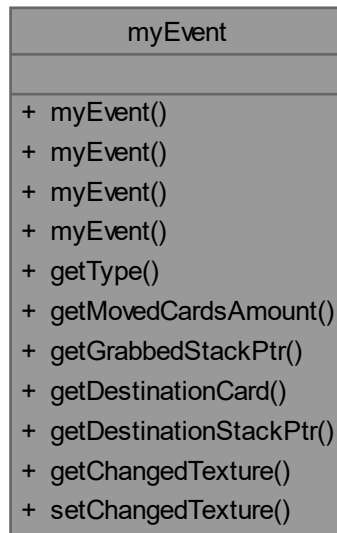 myEvent
+ myEvent()
+ myEvent()
+ myEvent()
+ myEvent()
+ getType()
+ getMovedCardsAmount()
+ getGrabbedStackPtr()
+ getDestinationCard()
+ getDestinationStackPtr()
+ getChangedTexture()
+ setChangedTexture()